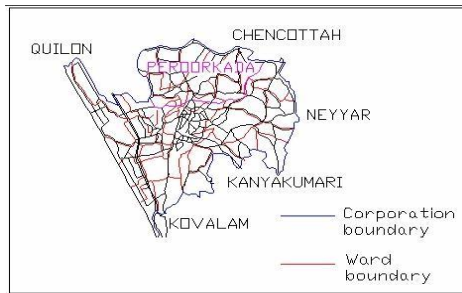 CHENCOTTAH
QUILON
PEROORKADA
NEYYAR
KANYAKUMARI
KOVALAM
Corporation
boundary
Ward
boundary